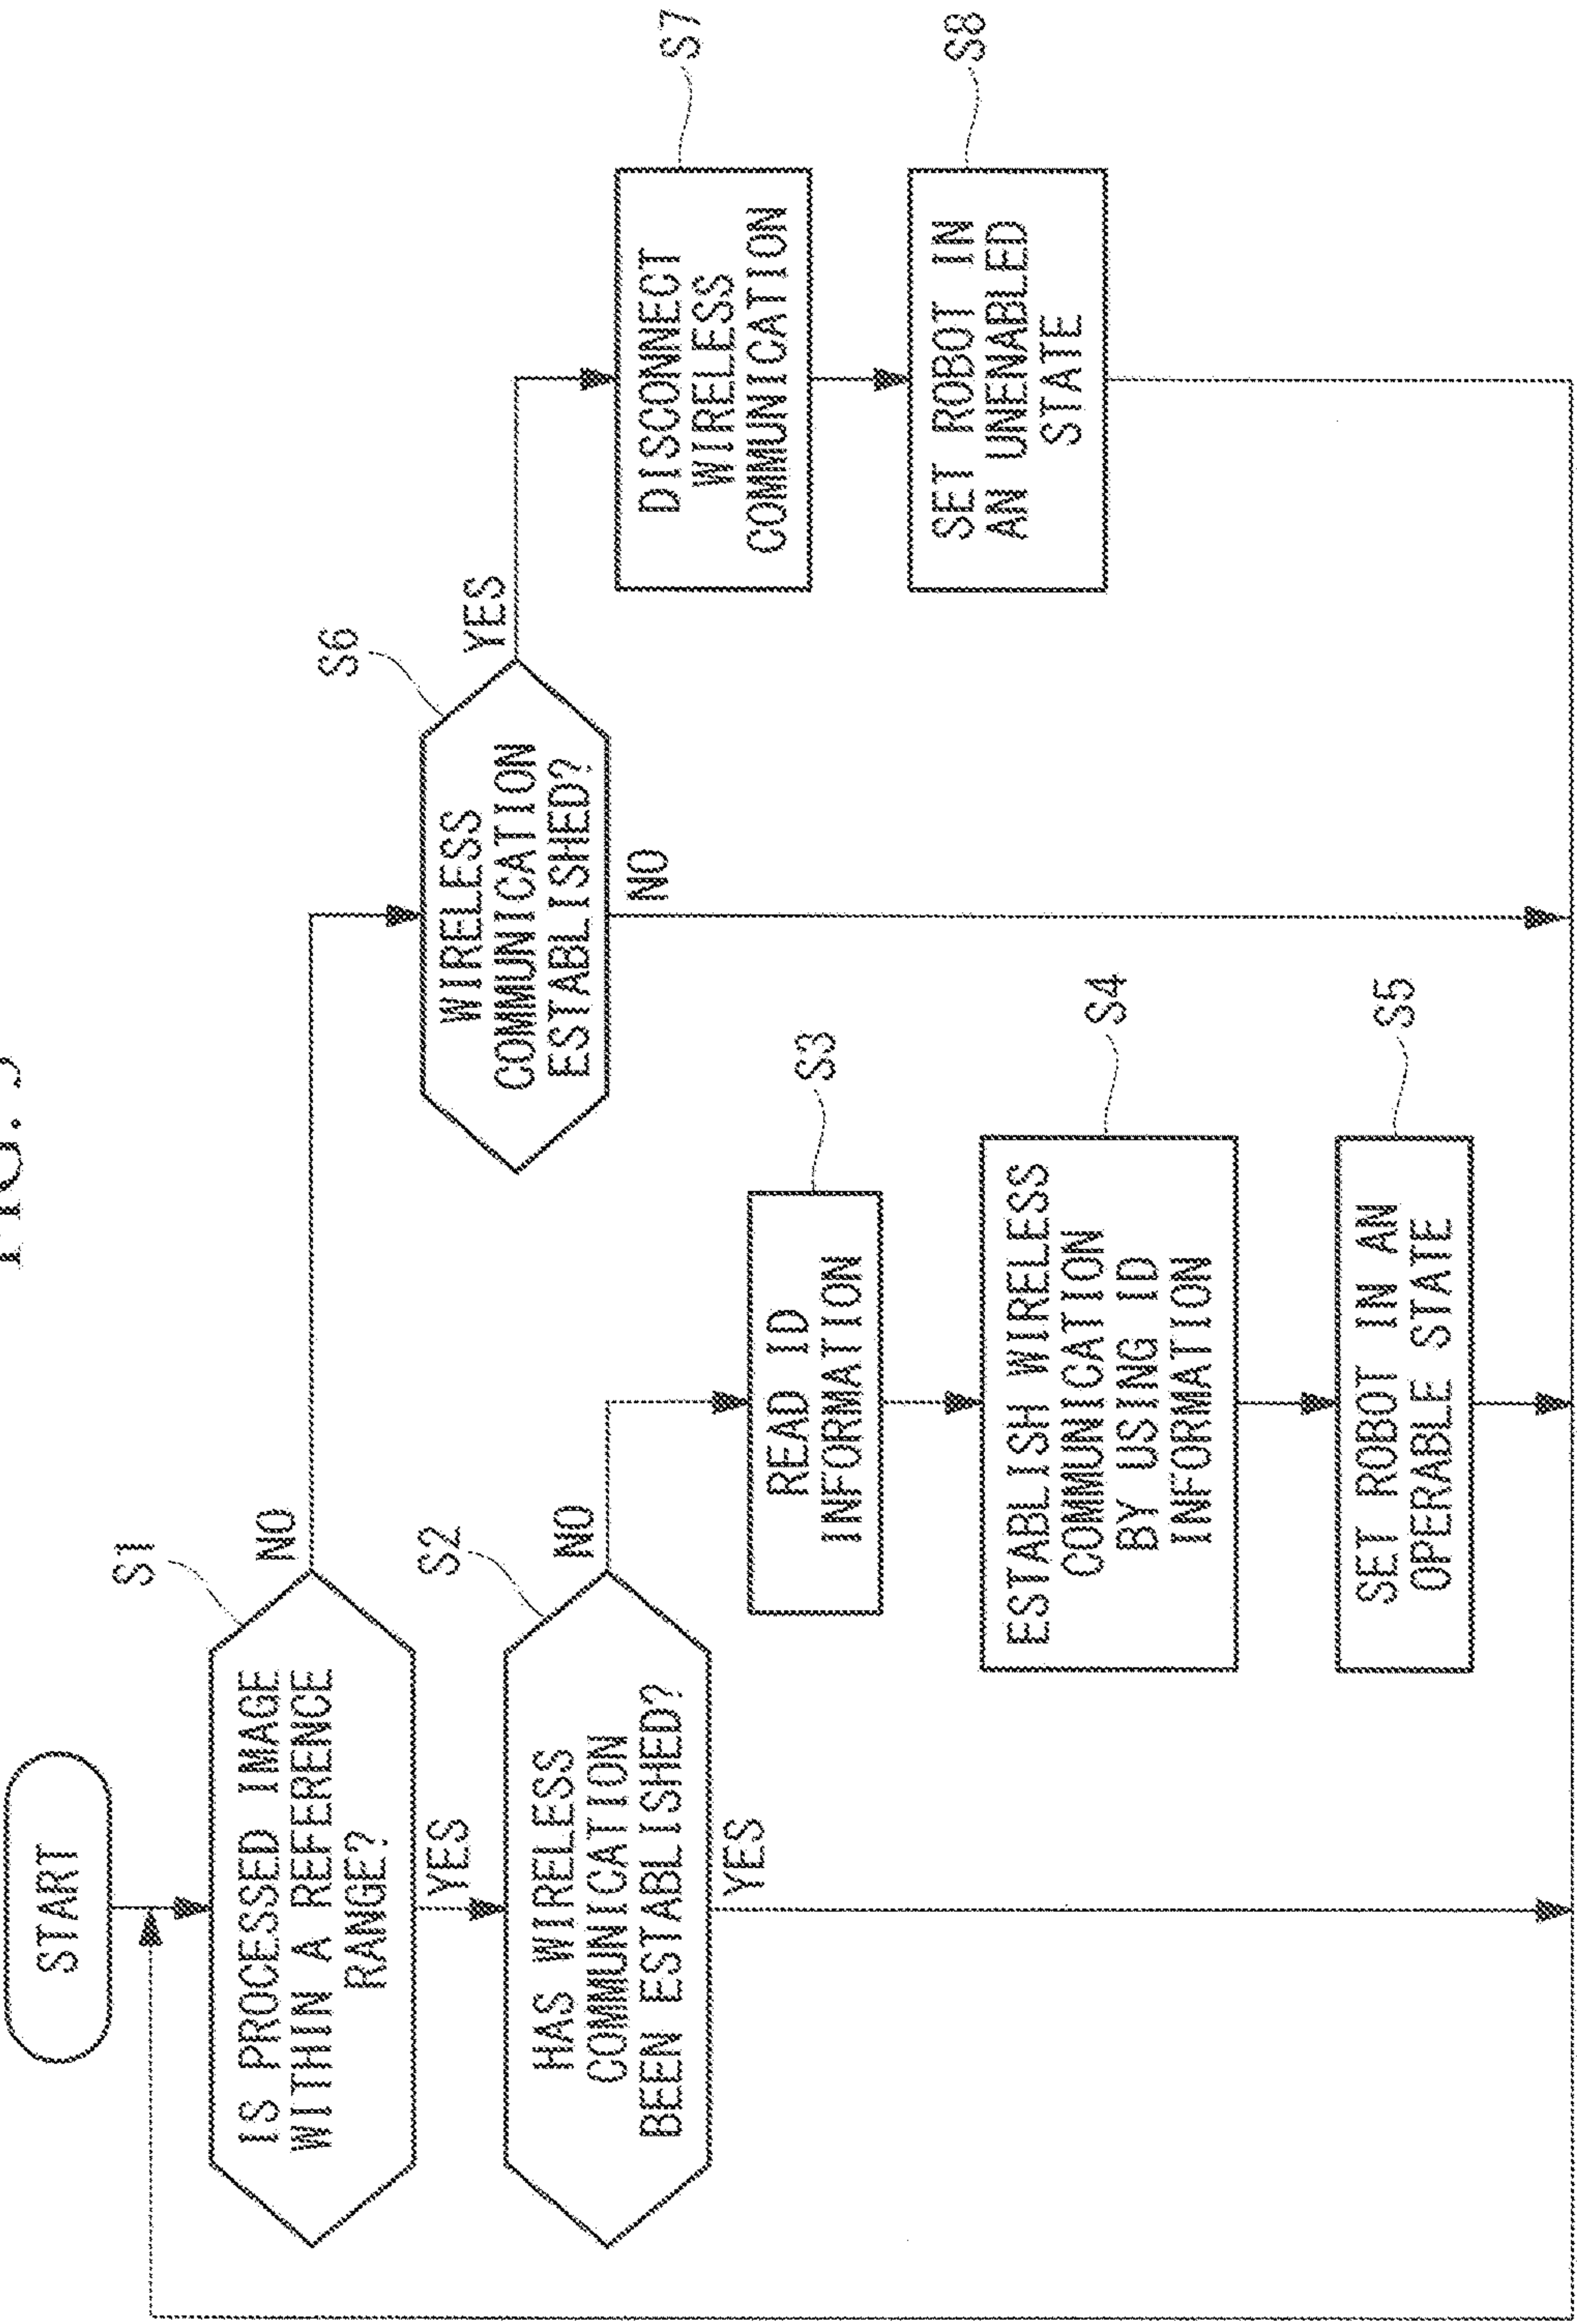 START
S1
IS PROCESSED IMAGE
WITHIN A REFERENCE
RANGE?
NO
YES
S2
HAS WIRELESS
COMMUNICATION
BEEN ESTABLISHED?
NO
YES
S3
READ ID
INFORMATION
S4
ESTABLISH WIRELESS
COMMUNICATION
BY USING ID
INFORMATION
S5
SET ROBOT IN AN
OPERABLE STATE
S6
WIRELESS
COMMUNICATION
ESTABLISHED?
YES
NO
S7
DISCONNECT
WIRELESS
COMMUNICATION
S8
SET ROBOT IN
AN UNENABLED
STATE